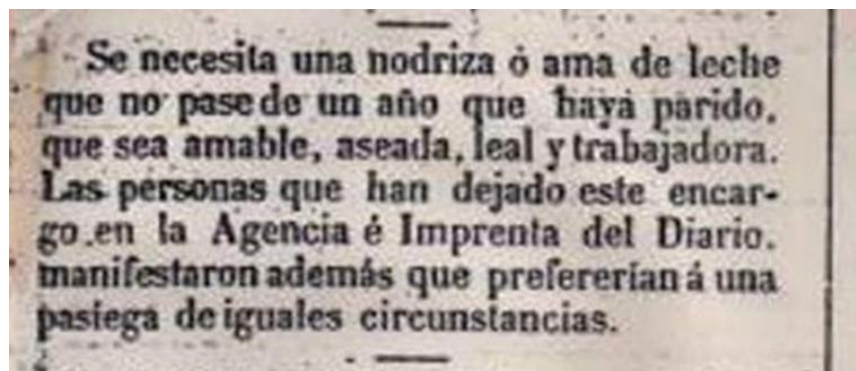 Se necesita una nodriza ó ama de leche
que no pase de un año que haya parido,
que sea amable, aseada, leal y trabajadora.
Las personas que han dejado este encar-
go en la Agencia é Imprenta del Diario,
manifestaron además que prefererían á una
pasiega de iguales circunstancias.